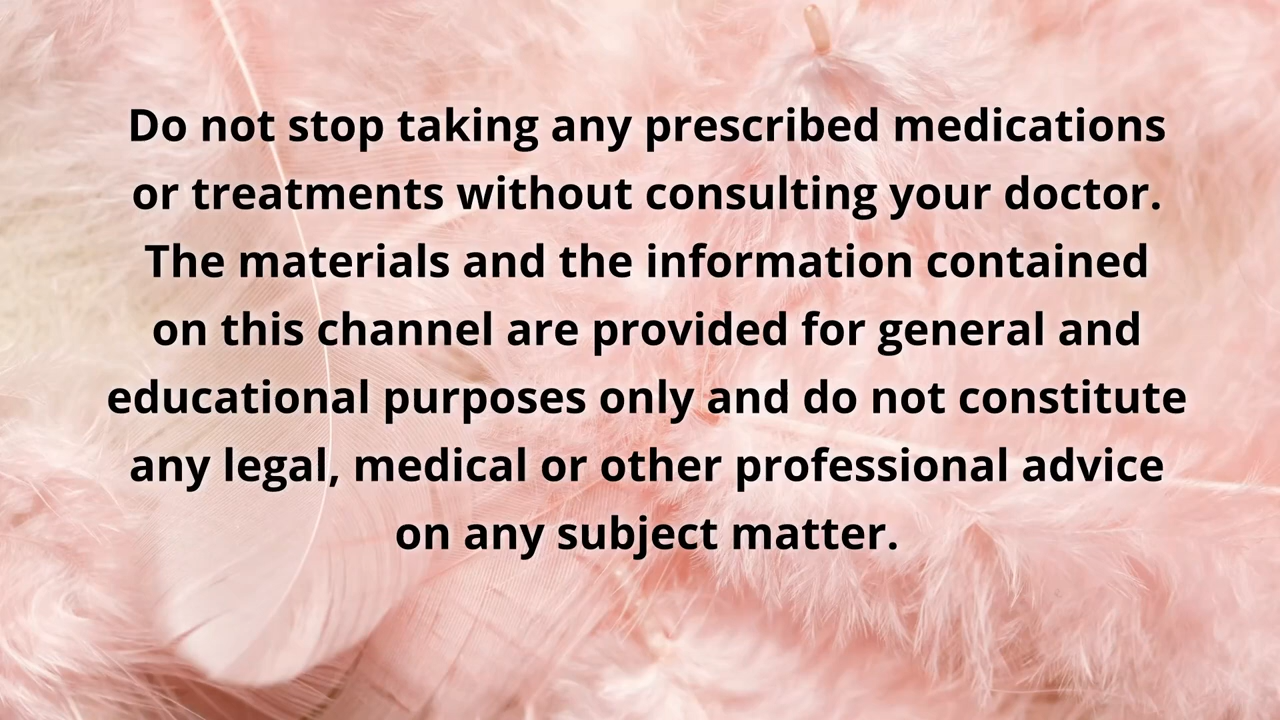 Do not stop taking any prescribed medications
or treatments without consulting your doctor.
The materials and the information contained
on this channel are provided for general and
educational purposes only and do not constitute
any legal, medical or other professional advice
on any subject matter.